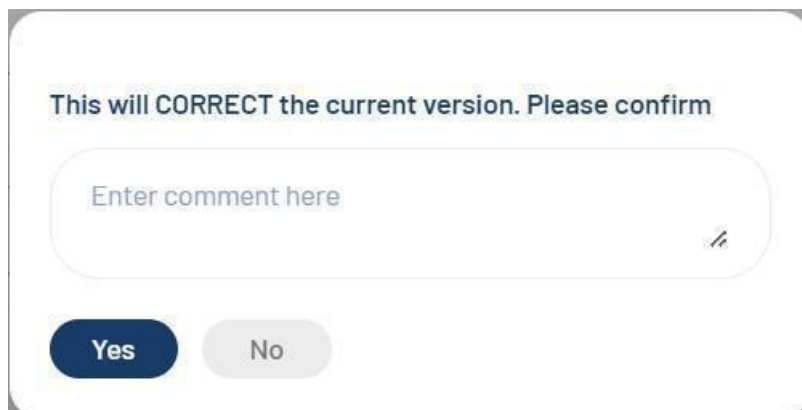 This will CORRECT the current version. Please confirm
Enter comment here
Yes
No